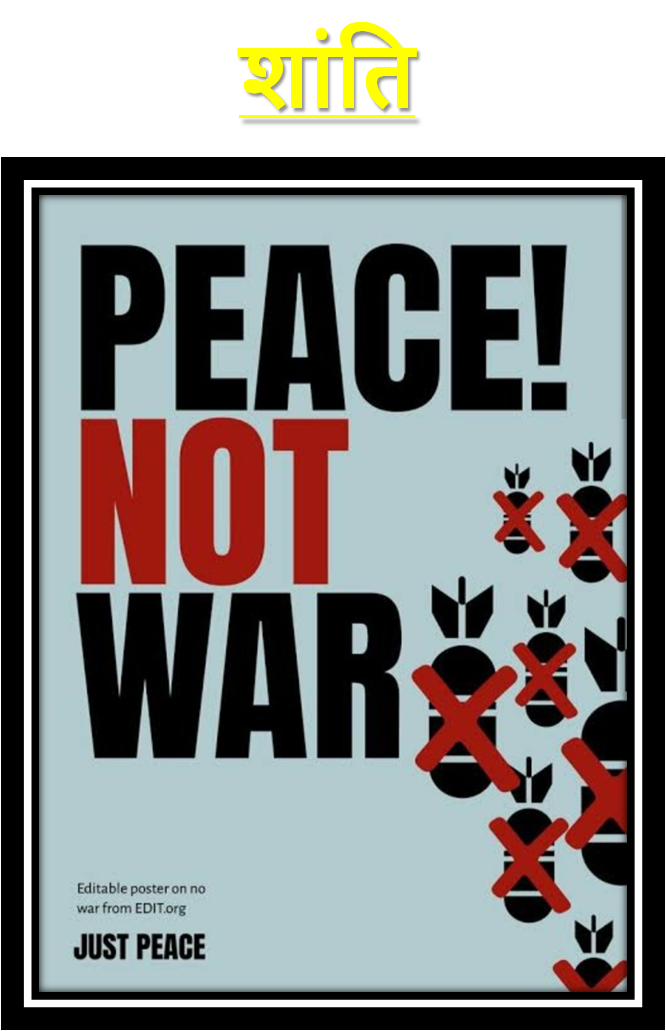 शांति
PEACE!
NOT
WAR
Editable poster on no
war from EDIT.org
JUST PEACE